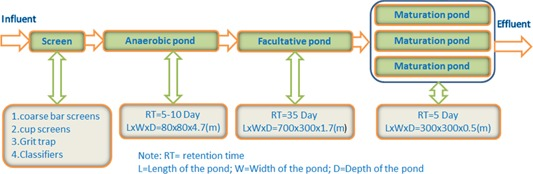 Influent
Screen
Anaerobic pond
Facultative pond
Maturation pond
Maturation pond
Maturation pond
Effluent
1.coarse bar screens
2.cup screens
3.Grit trap
4.Classifiers
RT=5-10 Day
LxWxD=80x80x4.7(m)
RT=35 Day
LxWxD=700x300x1.7(m)
RT=5 Day
LxWxD=300x300x0.5(m)
Note: RT= retention time
L=Length of the pond; W=Width of the pond; D=Depth of the pond